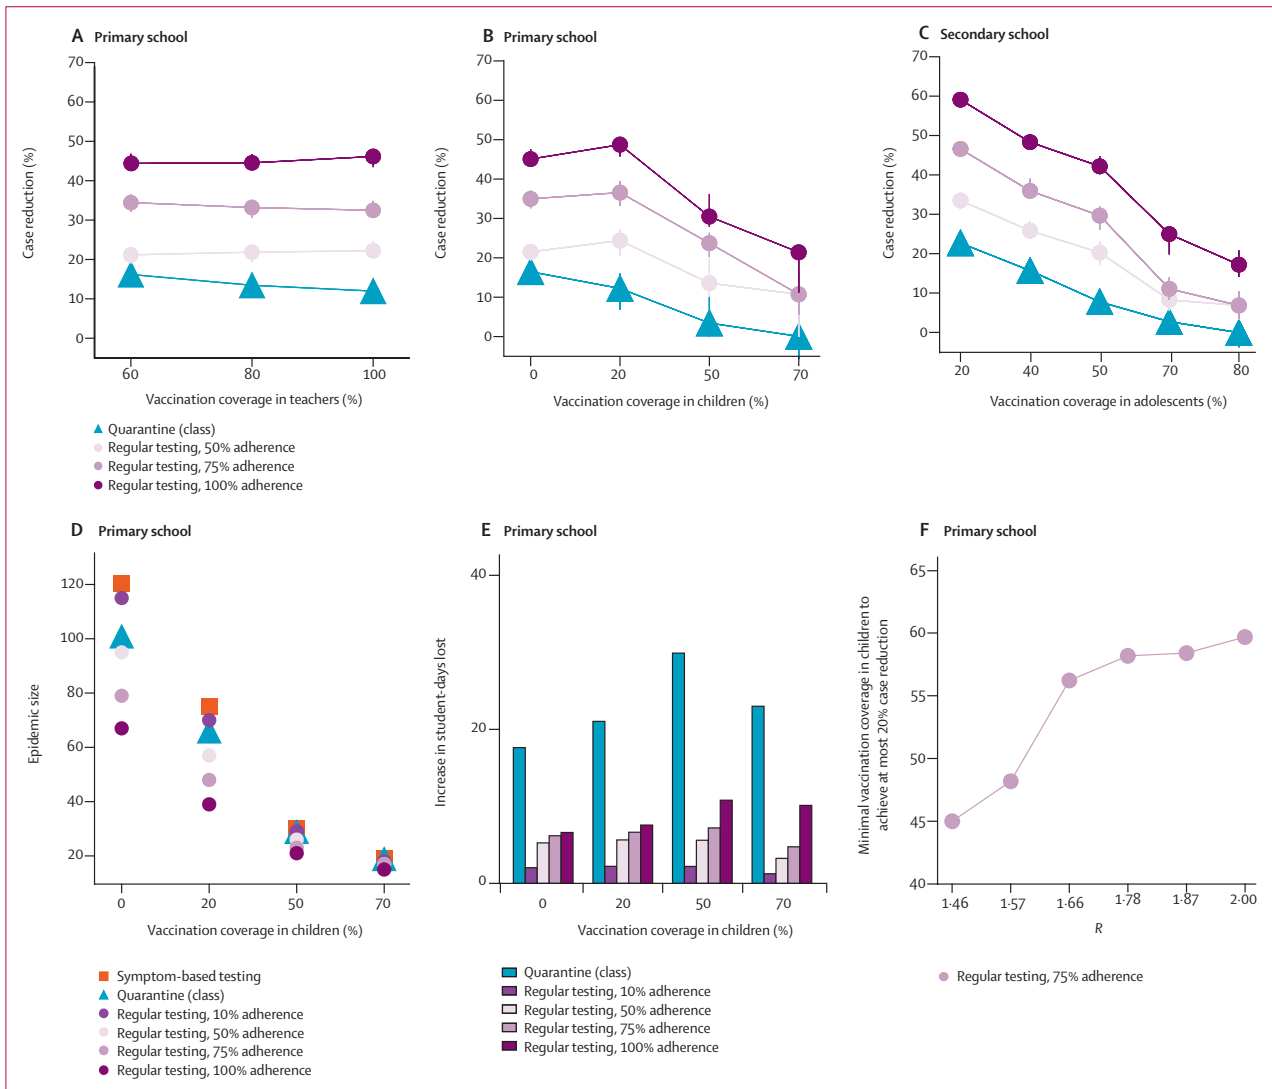 A Primary school
70
60
50
40
30
20
10
0
Case reduction (%)
60 80 100
Vaccination coverage in teachers (%)
Quarantine (class)
Regular testing, 50% adherence
Regular testing, 75% adherence
Regular testing, 100% adherence
B Primary school
70
60
50
40
30
20
10
0
Case reduction (%)
0 20 50 70
Vaccination coverage in children (%)
C Secondary school
70
60
50
40
30
20
10
0
Case reduction (%)
20 40 50 70 80
Vaccination coverage in adolescents (%)
D Primary school
120
100
80
60
40
20
Epidemic size
0 20 50 70
Vaccination coverage in children (%)
Symptom-based testing
Quarantine (class)
Regular testing, 10% adherence
Regular testing, 50% adherence
Regular testing, 75% adherence
Regular testing, 100% adherence
E Primary school
40
20
0
Increase in student-days lost
0 20 50 70
Vaccination coverage in children (%)
Quarantine (class)
Regular testing, 10% adherence
Regular testing, 50% adherence
Regular testing, 75% adherence
Regular testing, 100% adherence
F Primary school
65
60
55
50
45
40
Minimal vaccination coverage in children to
achieve at most 20% case reduction
1·46 1·57 1·66 1·78 1·87 2·00
R
Regular testing, 75% adherence